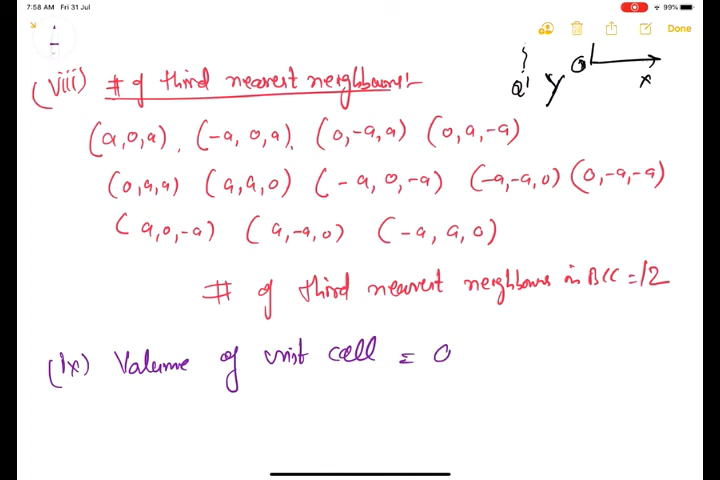 7:58 AM Fri 31 Jul
99%
Done
(viii) # of third nearest neighbours:-
(a,0,a), (-a, 0, a), (0,-a,a) (0,a,-a)
(0,a,a) (a,a,0) (-a,0,-a) (-a,-a,0) (0,-a,-a)
(a,0,-a) (a,-a,0) (-a, a, 0)
# of third nearest neighbours in BCC = 12
(ix) Volume of unit cell = 0
y
x